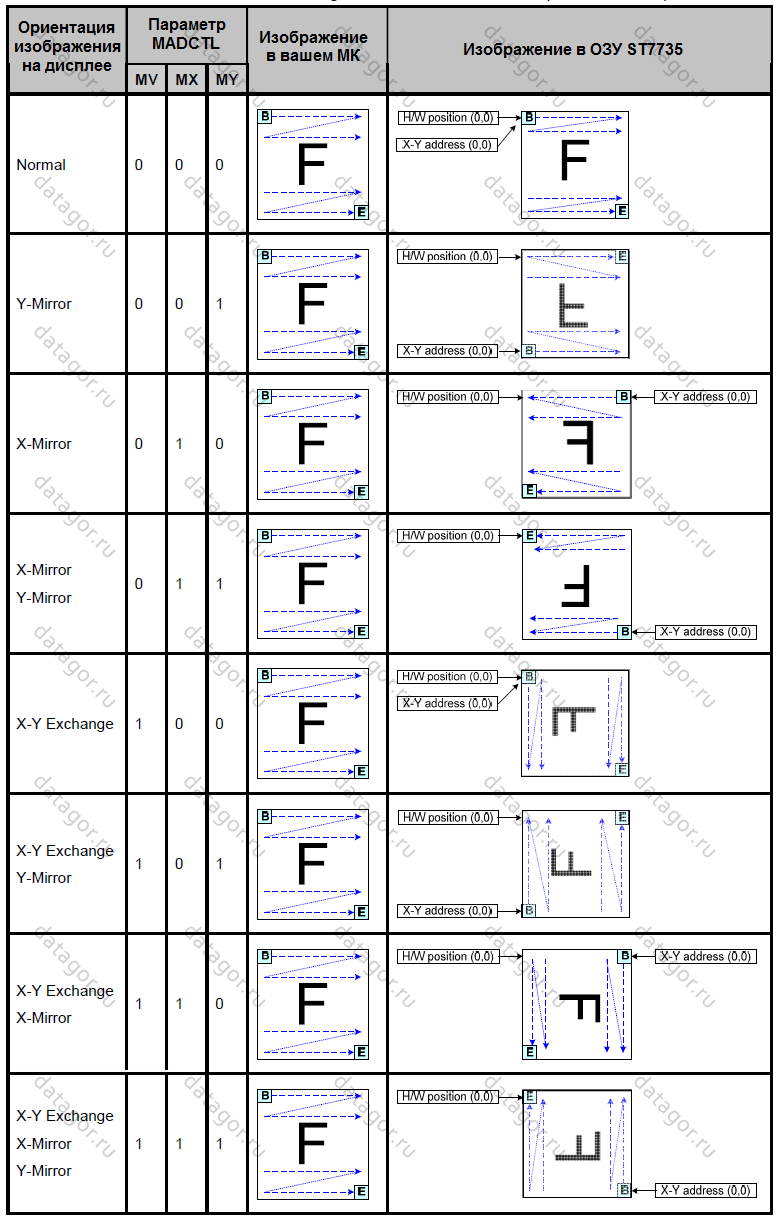 Ориентация
изображения
на дисплее
Параметр
MADCTL
MV MX MY
Изображение
в вашем МК
Изображение в ОЗУ ST7735
Normal 0 0 0
B
F
E
H/W position (0,0)
X-Y address (0,0)
B
F
E
Y-Mirror 0 0 1
B
F
E
H/W position (0,0)
X-Y address (0,0)
E
F
B
X-Mirror 0 1 0
B
F
E
H/W position (0,0)
B
X-Y address (0,0)
F
E
X-Mirror
Y-Mirror
0 1 1
B
F
E
H/W position (0,0)
E
F
B
X-Y address (0,0)
X-Y Exchange 1 0 0
B
F
E
H/W position (0,0)
X-Y address (0,0)
B
F
E
X-Y Exchange
Y-Mirror
1 0 1
B
F
E
H/W position (0,0)
E
F
X-Y address (0,0)
B
X-Y Exchange
X-Mirror
1 1 0
B
F
E
H/W position (0,0)
B
X-Y address (0,0)
F
E
X-Y Exchange
X-Mirror
Y-Mirror
1 1 1
B
F
E
H/W position (0,0)
E
F
B
X-Y address (0,0)
datagor.ru